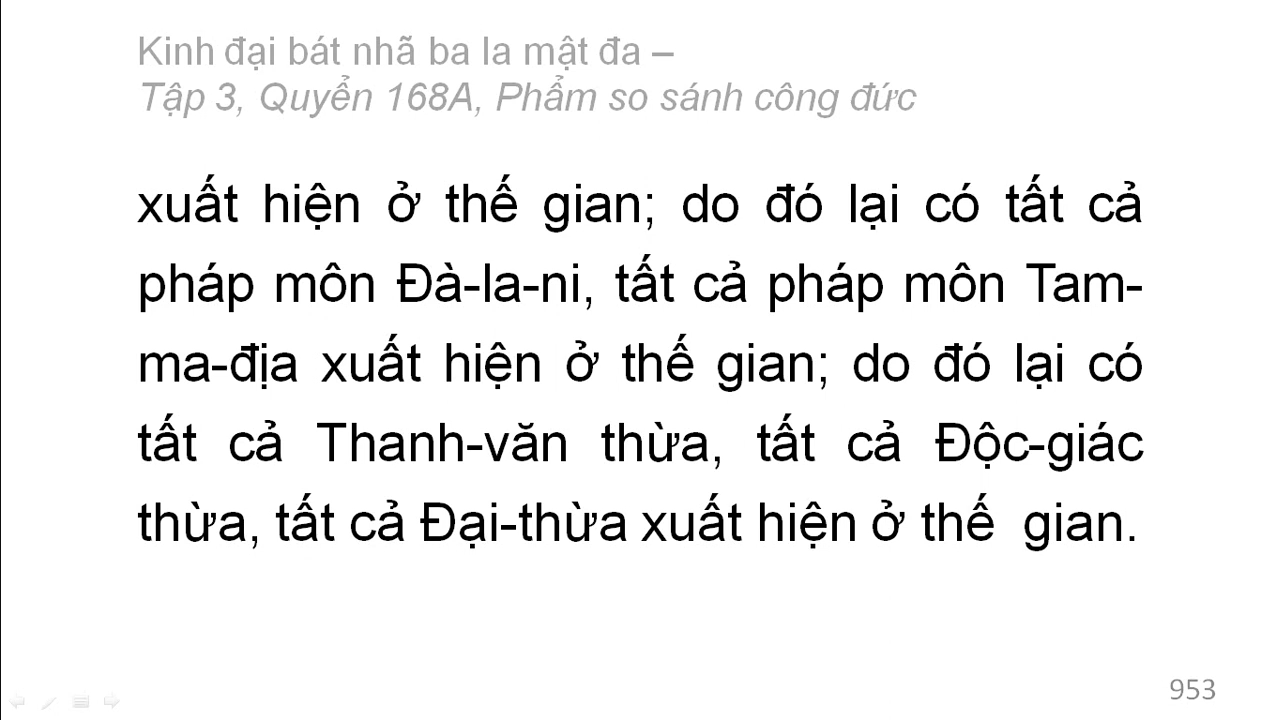 Kinh đại bát nhã ba la mật đa –
Tập 3, Quyển 168A, Phẩm so sánh công đức
xuất hiện ở thế gian; do đó lại có tất cả
pháp môn Đà-la-ni, tất cả pháp môn Tam-
ma-địa xuất hiện ở thế gian; do đó lại có
tất cả Thanh-văn thừa, tất cả Độc-giác
thừa, tất cả Đại-thừa xuất hiện ở thế gian.
953